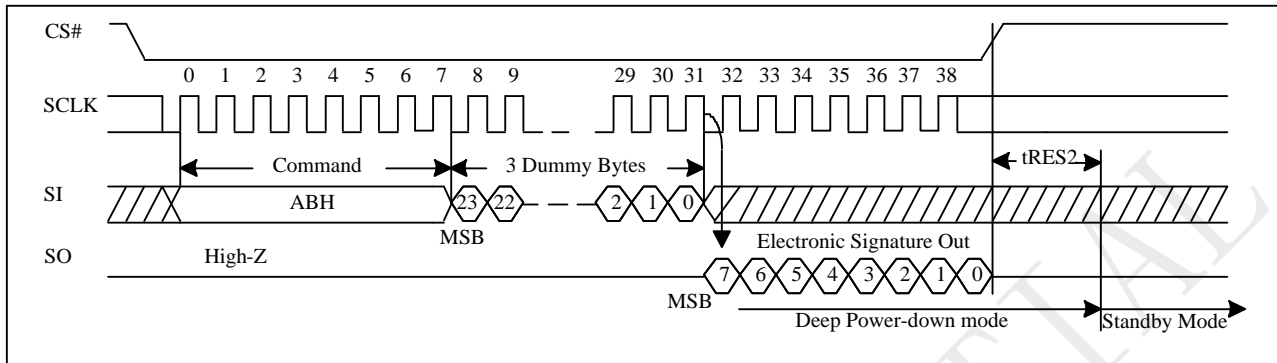 CS#
0 1 2 3 4 5 6 7 8 9 29 30 31 32 33 34 35 36 37 38
SCLK
Command 3 Dummy Bytes tRES2
SI ABH 23 22 2 1 0
MSB
SO High-Z Electronic Signature Out
7 6 5 4 3 2 1 0
MSB
Deep Power-down mode Standby Mode
TIAL